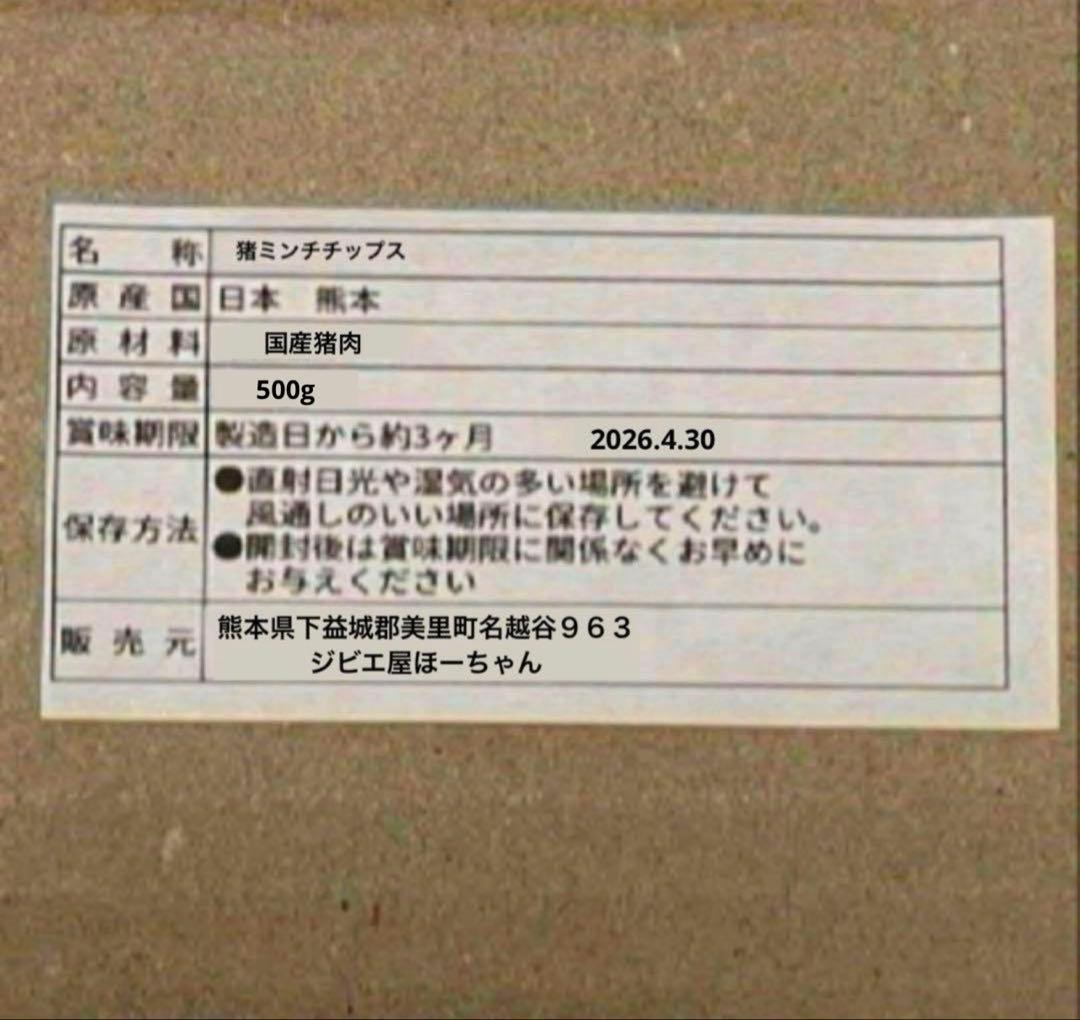 名称 猪ミンチチップス
原産国 日本 熊本
原材料 国産猪肉
内容量 500g
賞味期限 製造日から約3ヶ月 2026.4.30
保存方法 ●直射日光や湿気の多い場所を避けて
風通しのいい場所に保存してください。
●開封後は賞味期限に関係なくお早めに
お与えください
販売元 熊本県下益城郡美里町名越谷９６３
ジビエ屋ほーちゃん